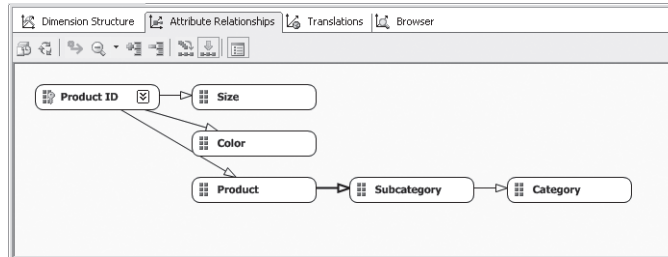 Dimension Structure Attribute Relationships Translations Browser
Product ID Size
Color
Product Subcategory Category